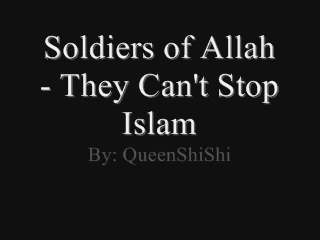 Soldiers of Allah
- They Can't Stop
Islam
By: QueenShiShi